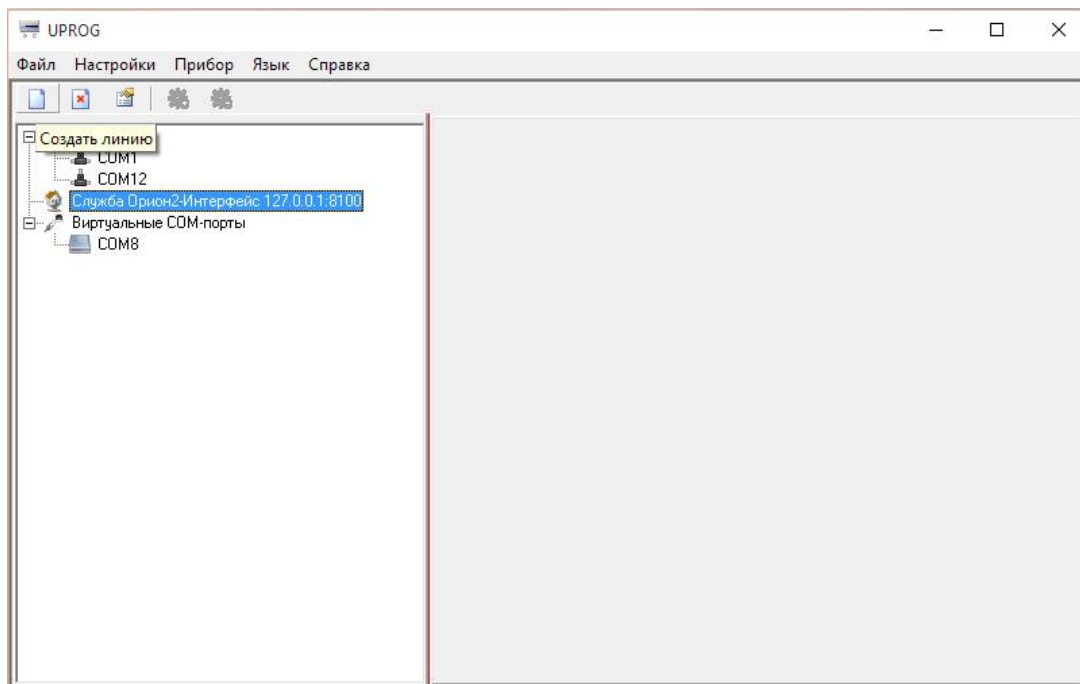 UPROG
Файл Настройки Прибор Язык Справка
Создать линию
COM1
COM12
Служба Орион2-Интерфейс 127.0.0.1:8100
Виртуальные COM-порты
COM8